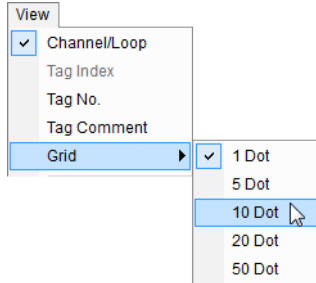 View
Channel/Loop
Tag Index
Tag No.
Tag Comment
Grid
1 Dot
5 Dot
10 Dot
20 Dot
50 Dot